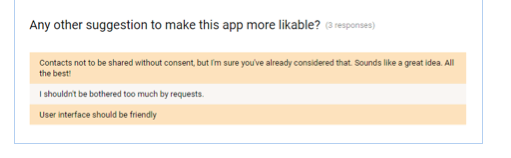 Any other suggestion to make this app more likable? (3 responses)
Contacts not to be shared without consent, but I'm sure you've already considered that. Sounds like a great idea. All
the best!
I shouldn't be bothered too much by requests.
User interface should be friendly